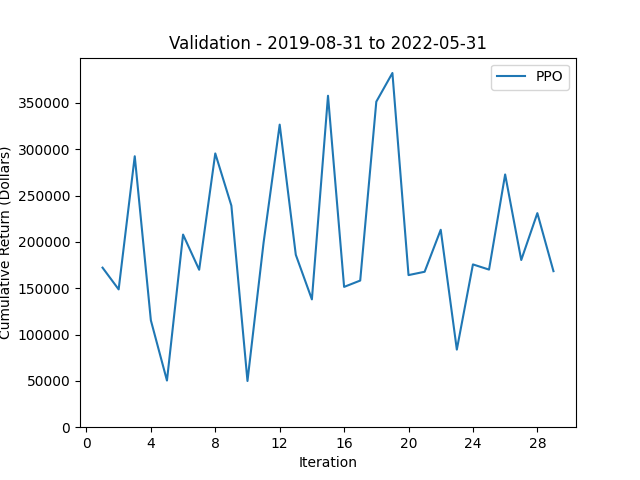 Validation - 2019-08-31 to 2022-05-31
PPO
Cumulative Return (Dollars)
350000
300000
250000
200000
150000
100000
50000
0
0 4 8 12 16 20 24 28
Iteration